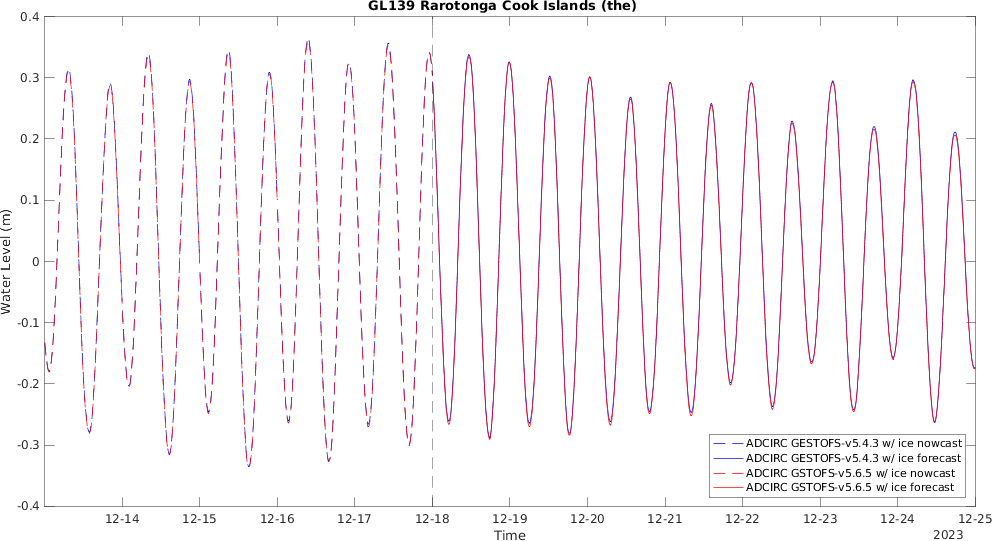 GL139 Rarotonga Cook Islands (the)
0.4
0.3
0.2
0.1
0
-0.1
-0.2
-0.3
-0.4
Water Level (m)
ADCIRC GESTOFS-v5.4.3 w/ ice nowcast
ADCIRC GESTOFS-v5.4.3 w/ ice forecast
ADCIRC GSTOFS-v5.6.5 w/ ice nowcast
ADCIRC GSTOFS-v5.6.5 w/ ice forecast
12-14 12-15 12-16 12-17 12-18 12-19 12-20 12-21 12-22 12-23 12-24 12-25
Time
2023